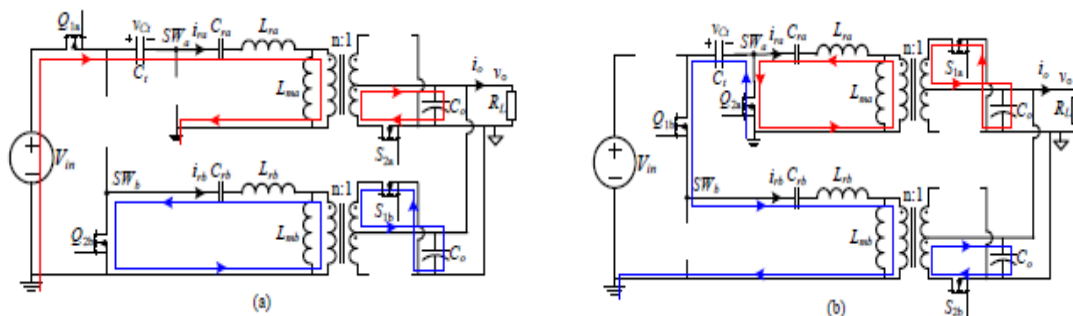 Q1a
vCt
+ −
Ct
SWa
ira
Cra
Lra
n:1
Lma
io
vo
Co
RL
S2a
+
−
Vin
SWb
irb
Crb
Lrb
n:1
Q2b
Lmb
S1b
Co
(a)
vCt
+ −
Ct
SWa
ira
Cra
Lra
n:1
Q2a
Lma
S1a
io
vo
Co
RL
Q1b
+
−
Vin
SWb
irb
Crb
Lrb
n:1
Lmb
Co
S2b
(b)